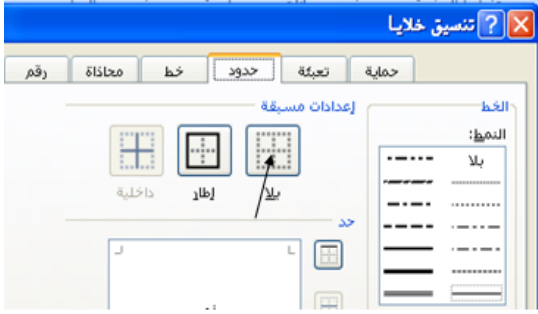 تنسيق خلايا
رقم
محاذاة
خط
حدود
تعبئة
حماية
الخط
النمط:
بلا
إعدادات مسبقة
بلا
إطار
داخلية
حد